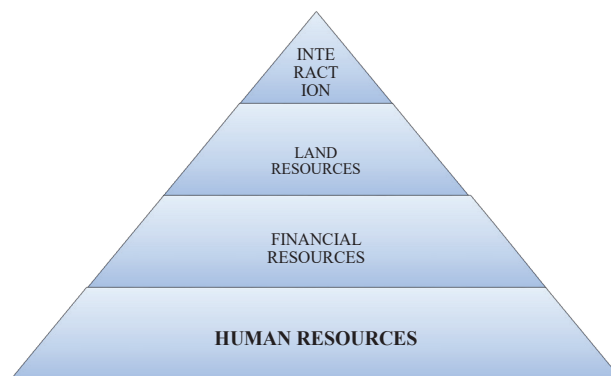 INTE
RACT
ION
LAND
RESOURCES
FINANCIAL
RESOURCES
HUMAN RESOURCES